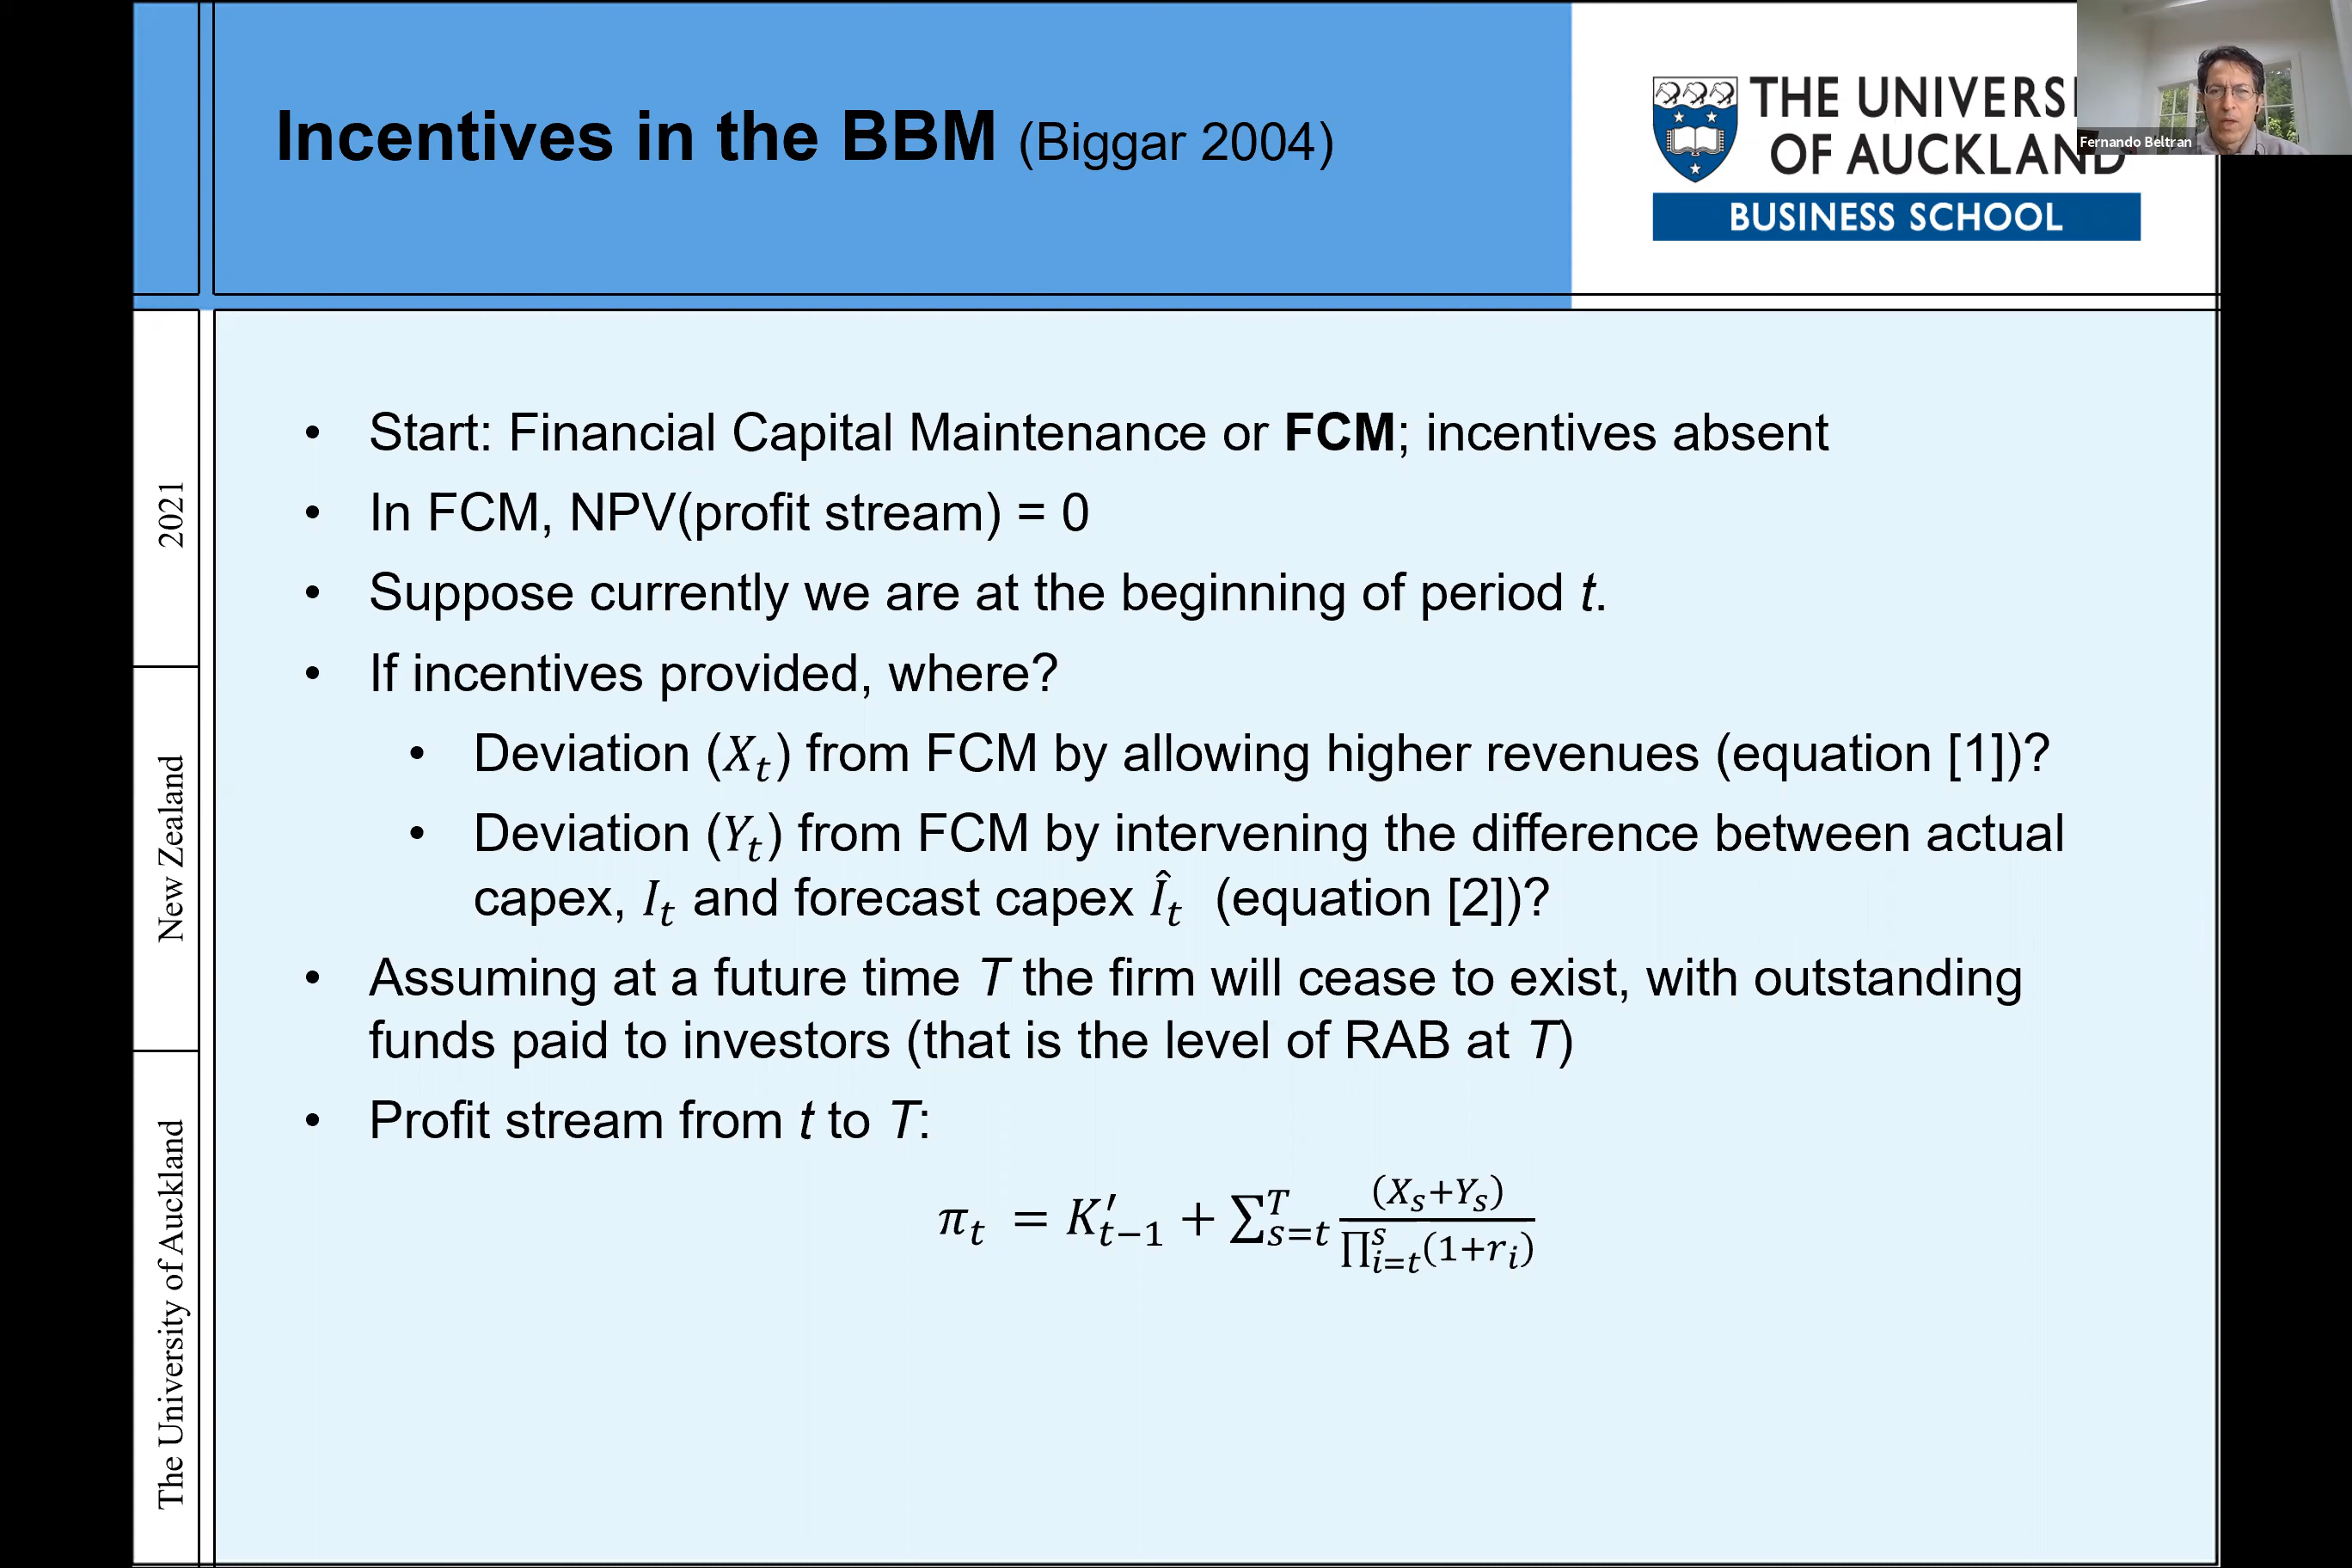 Incentives in the BBM (Biggar 2004)
THE UNIVERSI
OF AUCKLAND
BUSINESS SCHOOL
Fernando Beltran
2021
New Zealand
The University of Auckland
• Start: Financial Capital Maintenance or FCM; incentives absent
• In FCM, NPV(profit stream) = 0
• Suppose currently we are at the beginning of period t.
• If incentives provided, where?
• Deviation (X_t) from FCM by allowing higher revenues (equation [1])?
• Deviation (Y_t) from FCM by intervening the difference between actual
capex, I_t and forecast capex Î_t (equation [2])?
• Assuming at a future time T the firm will cease to exist, with outstanding
funds paid to investors (that is the level of RAB at T)
• Profit stream from t to T:
π_t = K′_{t−1} + ∑_{s=t}^{T} (X_s+Y_s) / ∏_{i=t}^{s}(1+r_i)